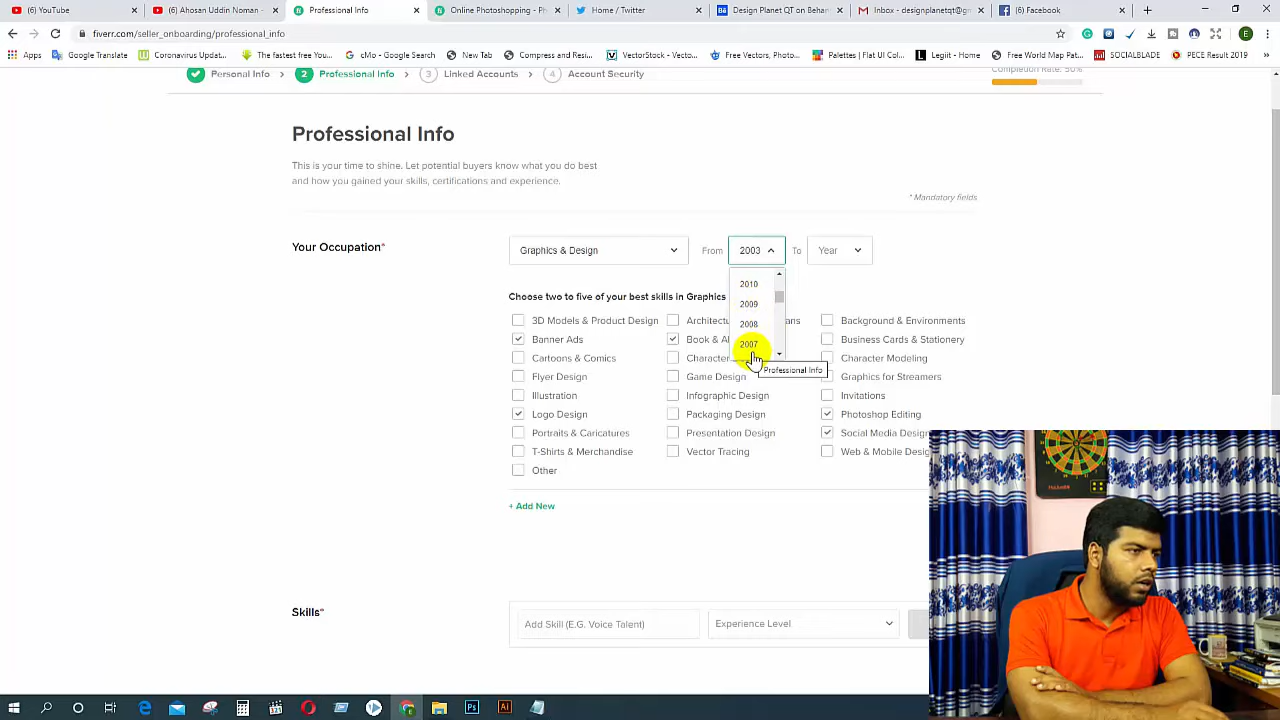 (6) YouTube
(6) Ahosan Uddin Noman -
Professional Info
Online Photoshopping - Ph
Home / Twitter
Design Planet QT on Behan
Inbox - designplanetqt@gm
(6) Facebook
fiverr.com/seller_onboarding/professional_info
E
Apps
Google Translate
Coronavirus Updat...
The fastest free You...
GMo - Google Search
New Tab
Compress and Resiz...
VectorStock - Vecto...
Free Vectors, Photo...
Palettes | Flat UI Col...
Legiit - Home
Free World Map Fro...
SOCIALBLADE
PECE Result 2019
Personal Info
2 Professional Info
3 Linked Accounts
4 Account Security
Completion Rate: 50%
Professional Info
This is your time to shine. Let potential buyers know what you do best
and how you gained your skills, certifications and experience.
* Mandatory fields
Your Occupation*
Graphics & Design
From
2003
To
Year
2010
2009
2008
2007
Professional Info
Choose two to five of your best skills in Graphics
3D Models & Product Design
Background & Environments
Banner Ads
Book & Al
Business Cards & Stationery
Cartoons & Comics
Character
Character Modeling
Flyer Design
Game Design
Graphics for Streamers
Illustration
Infographic Design
Invitations
Logo Design
Packaging Design
Photoshop Editing
Portraits & Caricatures
Presentation Design
Social Media Design
T-Shirts & Merchandise
Vector Tracing
Web & Mobile Desig
Other
+ Add New
Skills*
Add Skill (E.G. Voice Talent)
Experience Level
Ps
Ai